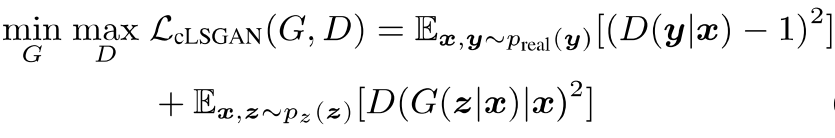 min_G max_D ℒ_cLSGAN(G, D) = 𝔼_{x,y∼p_real(y)}[(D(y|x) − 1)²]
+ 𝔼_{x,z∼p_z(z)}[D(G(z|x)|x)²]